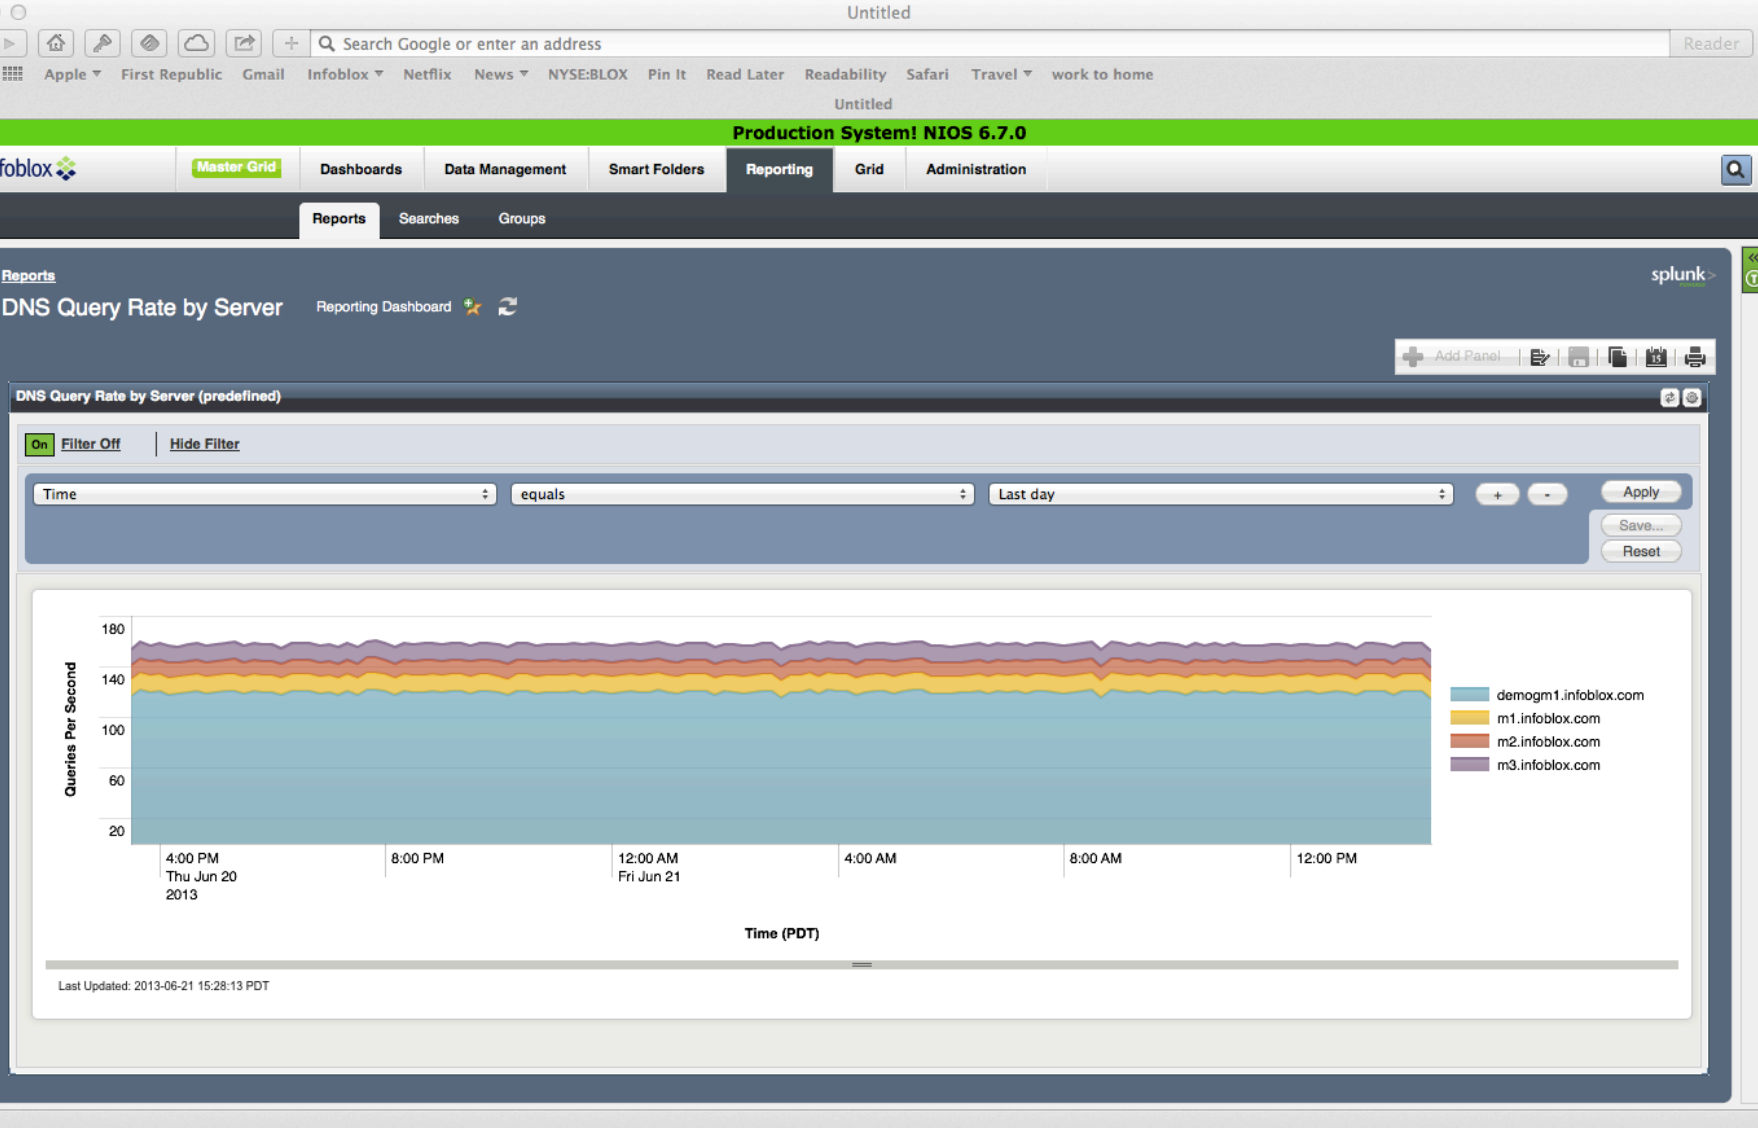 Untitled
Search Google or enter an address
Reader
Apple First Republic Gmail Infoblox Netflix News NYSE:BLOX Pin It Read Later Readability Safari Travel work to home
Untitled
Production System! NIOS 6.7.0
foblox Master Grid Dashboards Data Management Smart Folders Reporting Grid Administration
Reports Searches Groups
Reports
splunk>
DNS Query Rate by Server Reporting Dashboard
Add Panel 15
DNS Query Rate by Server (predefined)
On Filter Off Hide Filter
Time equals Last day + - Apply
Save...
Reset
180
140
100
60
20
Queries Per Second
demogm1.infoblox.com
m1.infoblox.com
m2.infoblox.com
m3.infoblox.com
4:00 PM 8:00 PM 12:00 AM 4:00 AM 8:00 AM 12:00 PM
Thu Jun 20 Fri Jun 21
2013
Time (PDT)
Last Updated: 2013-06-21 15:28:13 PDT